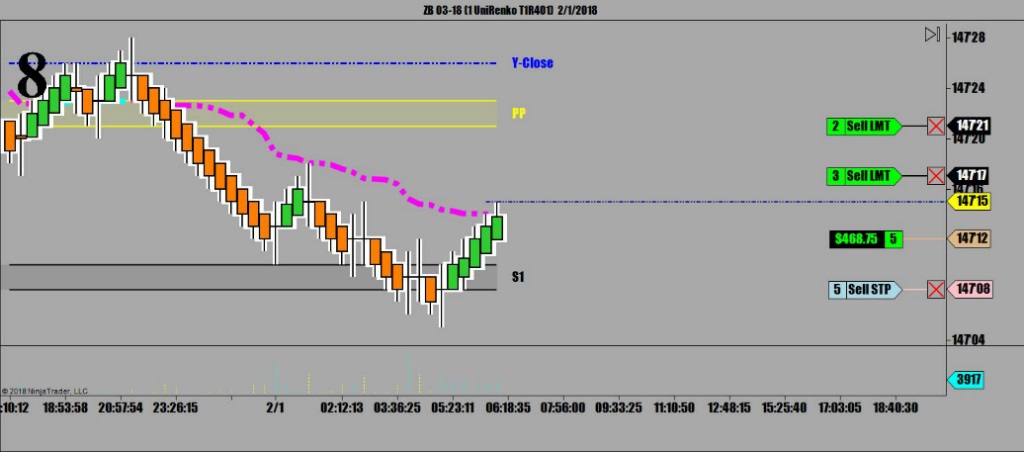 ZB 03-18 (1 UniRenko T1R401) 2/1/2018
8
Y-Close
PP
S1
14728
14724
14720
14716
14704
2 Sell LMT 14721
3 Sell LMT 14717
14715
$468.75 5 14712
5 Sell STP 14708
3917
© 2018 NinjaTrader, LLC
:10:12 18:53:58 20:57:54 23:26:15 2/1 02:12:13 03:36:25 05:23:11 06:18:35 07:56:00 09:33:25 11:10:50 12:48:15 15:25:40 17:03:05 18:40:30